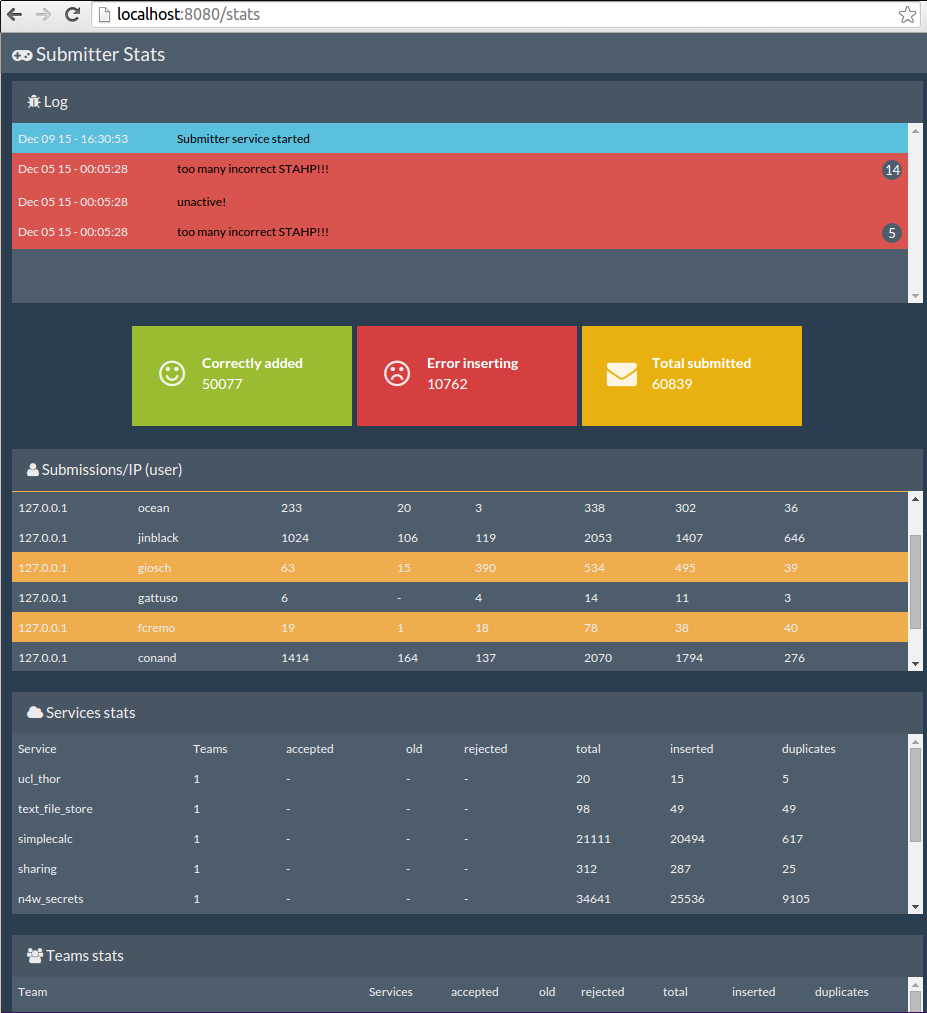 localhost:8080/stats
Submitter Stats
Log
Dec 09 15 - 16:30:53 Submitter service started
Dec 05 15 - 00:05:28 too many incorrect STAHP!!! 14
Dec 05 15 - 00:05:28 unactive!
Dec 05 15 - 00:05:28 too many incorrect STAHP!!! 5
Correctly added Error inserting Total submitted
50077 10762 60839
Submissions/IP (user)
127.0.0.1 ocean 233 20 3 338 302 36
127.0.0.1 jinblack 1024 106 119 2053 1407 646
127.0.0.1 giosch 63 15 390 534 495 39
127.0.0.1 gattuso 6 - 4 14 11 3
127.0.0.1 fcremo 19 1 18 78 38 40
127.0.0.1 conand 1414 164 137 2070 1794 276
Services stats
Service Teams accepted old rejected total inserted duplicates
ucl_thor 1 - - - 20 15 5
text_file_store 1 - - - 98 49 49
simplecalc 1 - - - 21111 20494 617
sharing 1 - - - 312 287 25
n4w_secrets 1 - - - 34641 25536 9105
Teams stats
Team Services accepted old rejected total inserted duplicates